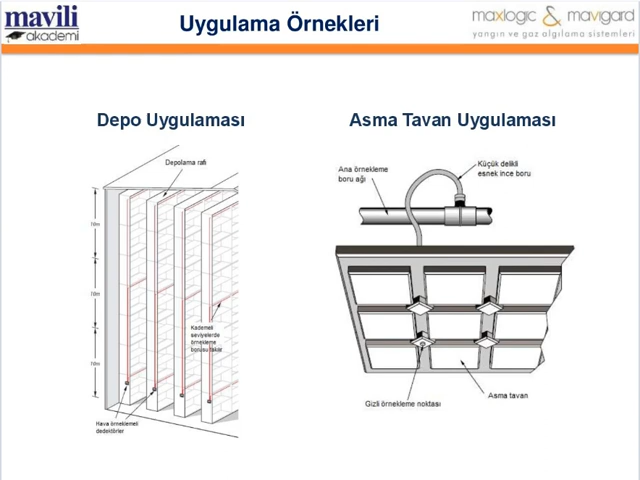 mavili
akademi
Uygulama Örnekleri
maxlogic & mavigard
yangın ve gaz algılama sistemleri
Depo Uygulaması
Asma Tavan Uygulaması
Depolama rafı
Kademeli
seviyelerde
örnekleme
borusu
Hava örneklemeli
dedektörler
Ana örnekleme
boru ağı
Küçük delikli
esnek ince boru
Gizli örnekleme noktası
Asma tavan